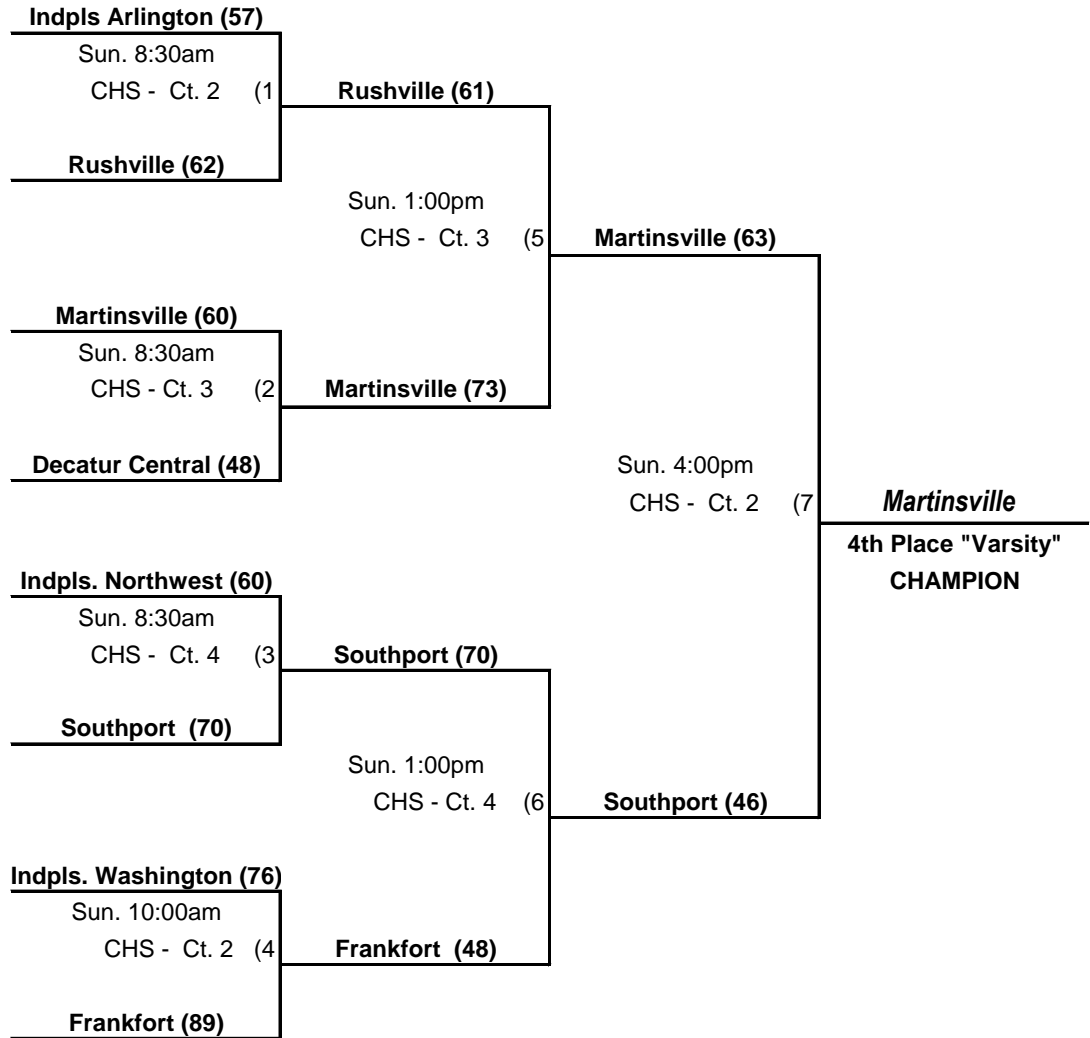 Indpls Arlington (57)
Sun. 8:30am
CHS - Ct. 2 (1
Rushville (61)
Rushville (62)
Sun. 1:00pm
CHS - Ct. 3 (5
Martinsville (63)
Martinsville (60)
Sun. 8:30am
CHS - Ct. 3 (2
Martinsville (73)
Decatur Central (48)
Sun. 4:00pm
CHS - Ct. 2 (7
Martinsville
4th Place "Varsity"
CHAMPION
Indpls. Northwest (60)
Sun. 8:30am
CHS - Ct. 4 (3
Southport (70)
Southport (70)
Sun. 1:00pm
CHS - Ct. 4 (6
Southport (46)
Indpls. Washington (76)
Sun. 10:00am
CHS - Ct. 2 (4
Frankfort (48)
Frankfort (89)